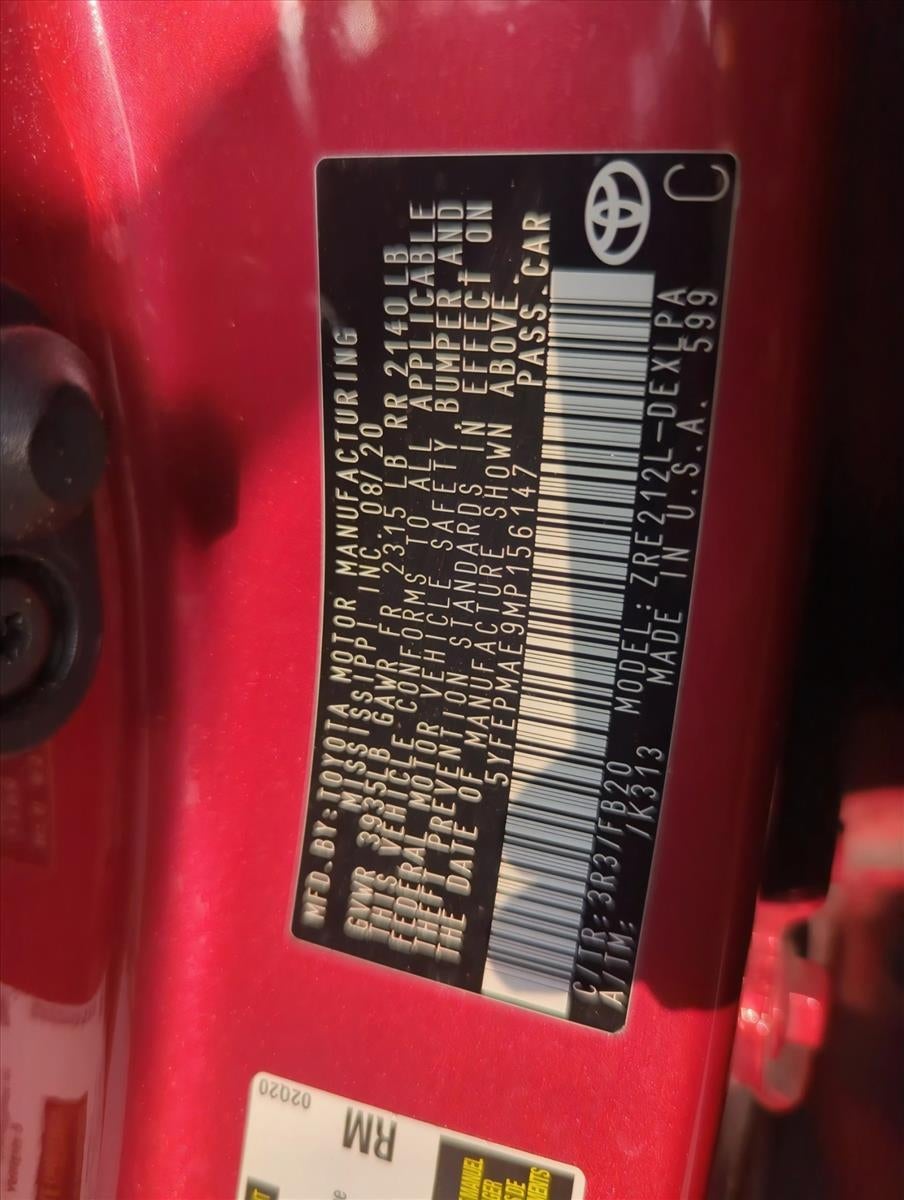 MFD.BY:TOYOTA MOTOR MANUFACTURING
MISSISSIPPI INC. 08/20
GVWR 3935LB GAWR FR 2315 LB RR 2140LB
THIS VEHICLE CONFORMS TO ALL APPLICABLE
FEDERAL MOTOR VEHICLE SAFETY, BUMPER,AND
THEFT PREVENTION STANDARDS IN EFFECT ON
THE DATE OF MANUFACTURE SHOWN ABOVE.
5YFEPMAE9MP156147 PASS.CAR
C/TR:3R3/FB20 MODEL:ZRE212L-DEXLPA
A/TM: /K313 MADE IN U.S.A. 599 C
02Q20
RM
MANUEL